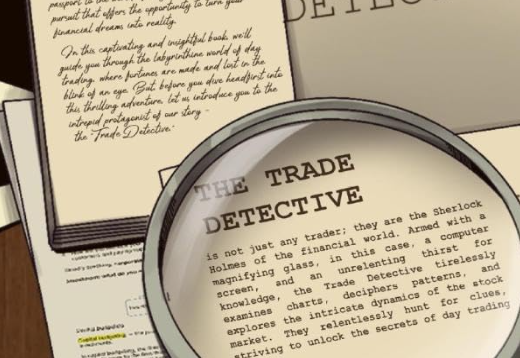 passport to the
pursuit that offers the opportunity to turn your
financial dreams into reality.
In this captivating and insightful book, we'll
guide you through the labyrinthine world of day
trading, where fortunes are made and lost in the
blink of an eye. But before you dive headfirst into
this thrilling adventure, let us introduce you to the
intrepid protagonist of our story -
the "Trade Detective."
THE TRADE
DETECTIVE
is not just any trader; they are the Sherlock
Holmes of the financial world. Armed with a
magnifying glass, in this case, a computer
screen, and an unrelenting thirst for
knowledge, the Trade Detective tirelessly
examines charts, deciphers patterns, and
explores the intricate dynamics of the stock
market. They relentlessly hunt for clues,
striving to unlock the secrets of day trading
Capital budgeting
Capital budgeting